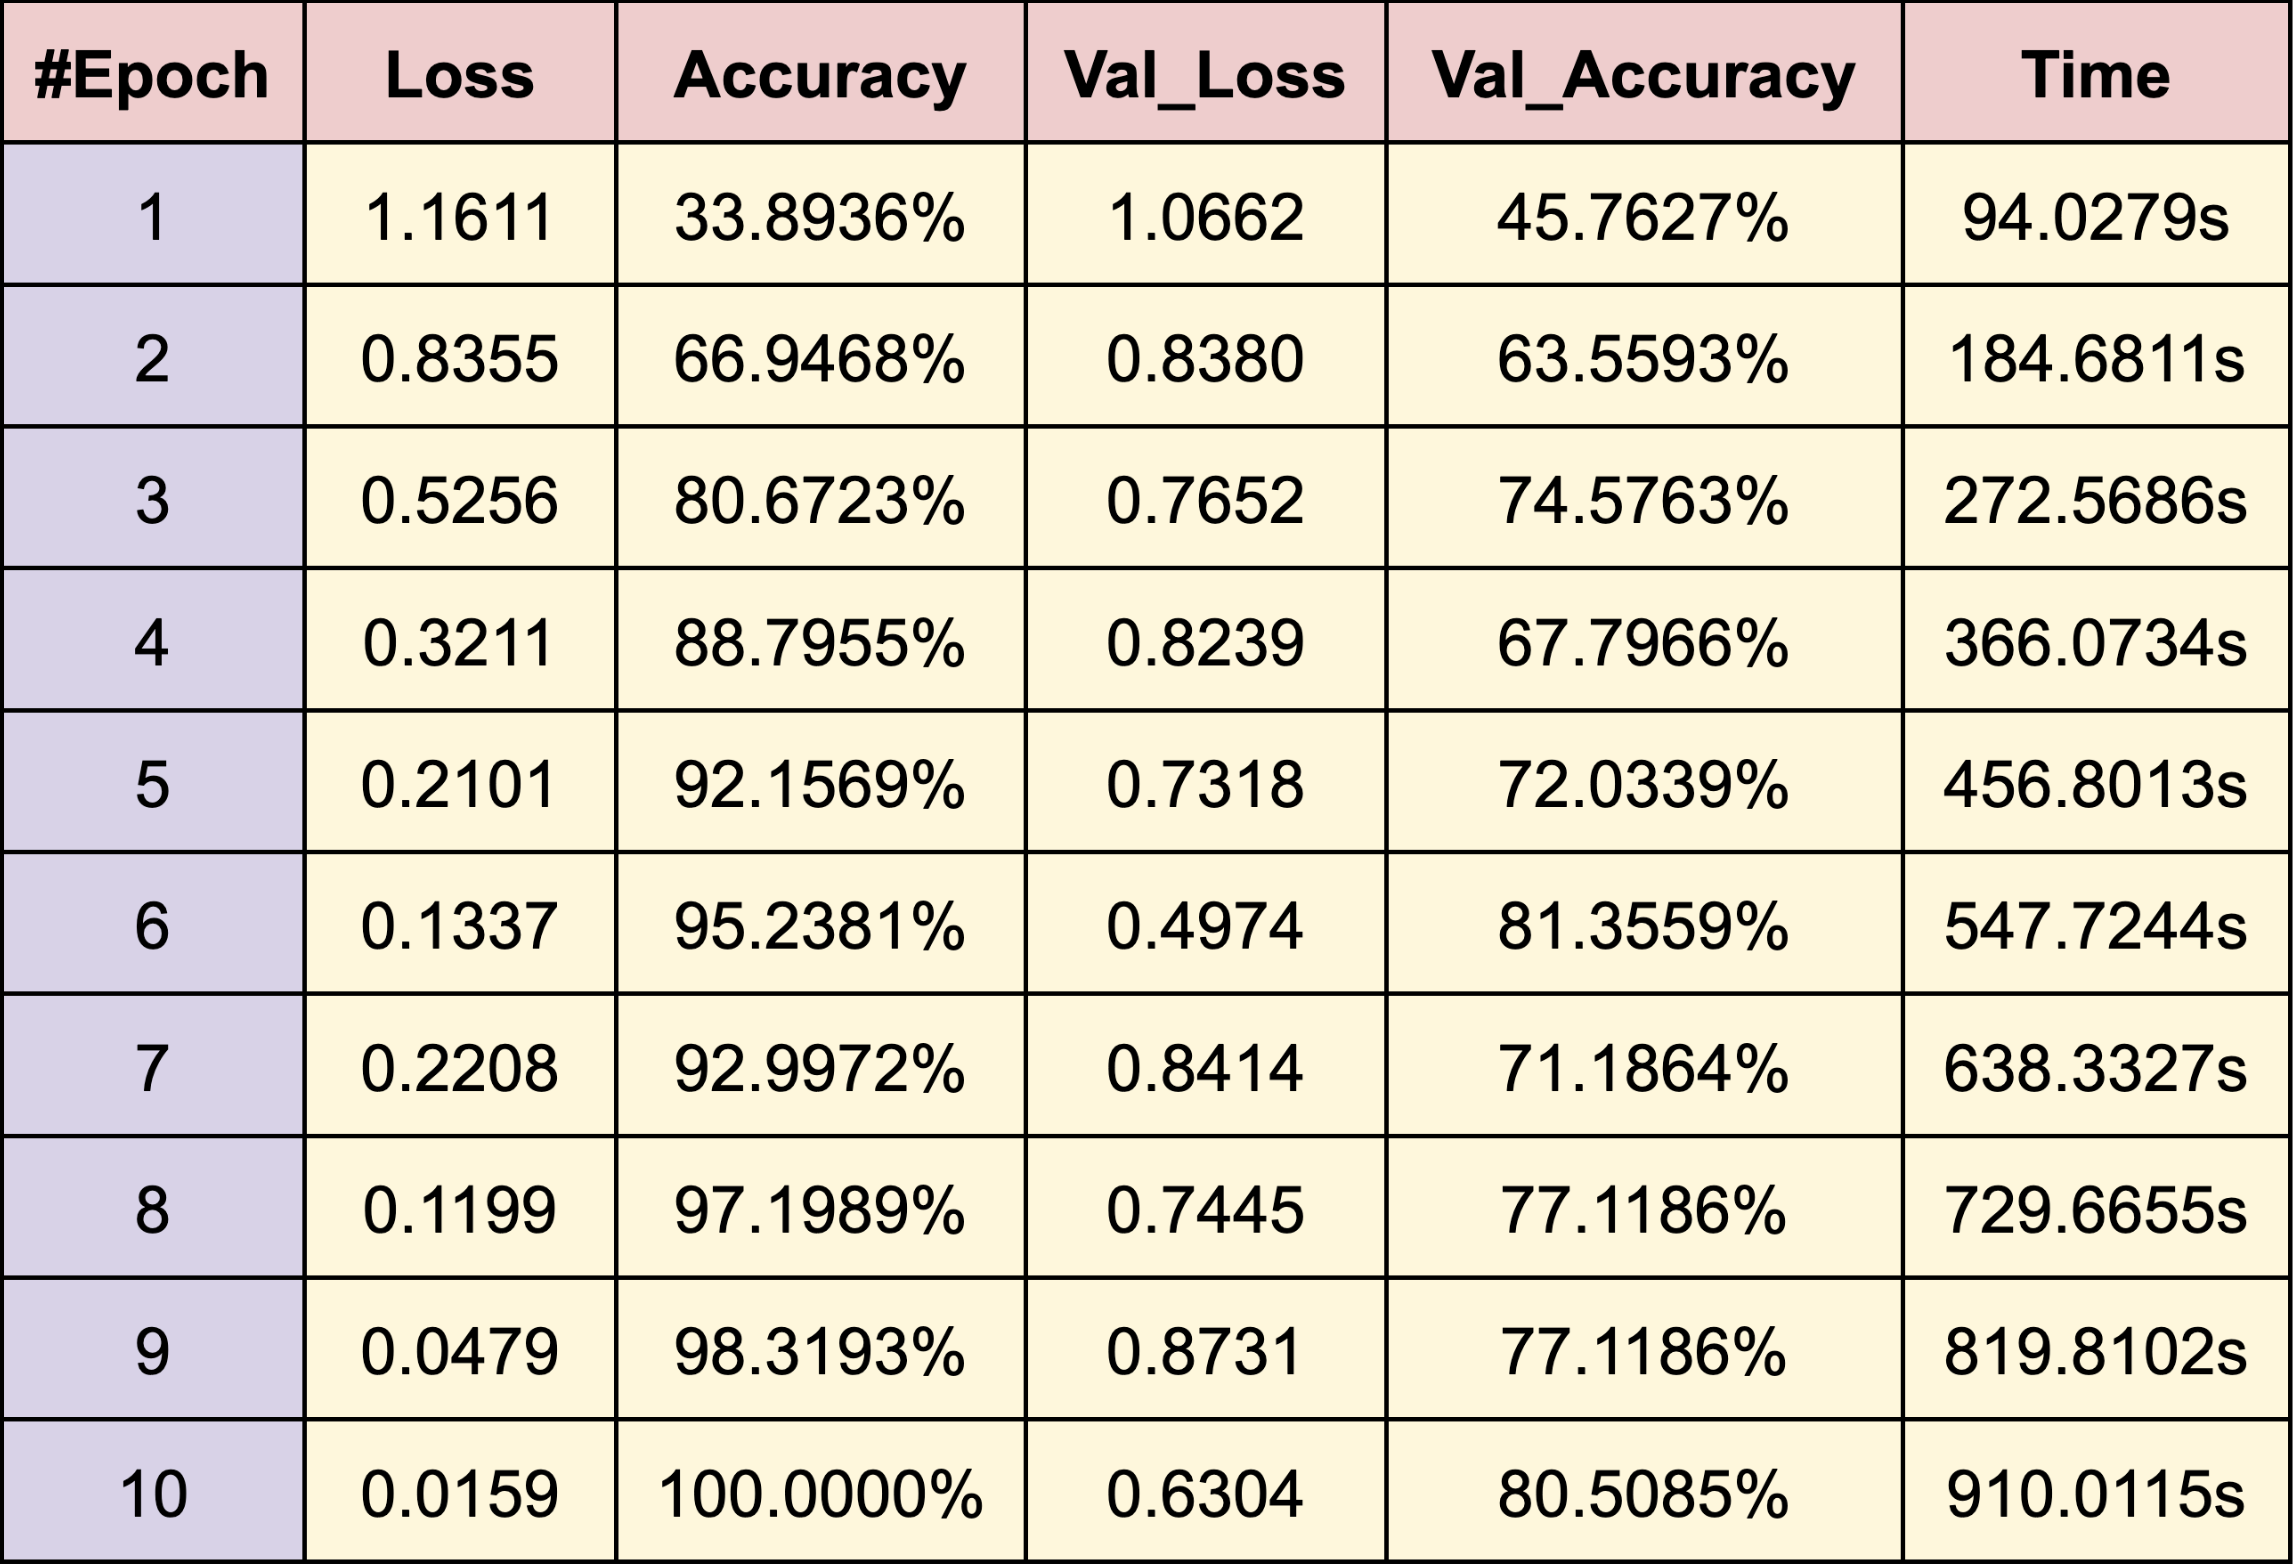 #Epoch Loss Accuracy Val_Loss Val_Accuracy Time
1 1.1611 33.8936% 1.0662 45.7627% 94.0279s
2 0.8355 66.9468% 0.8380 63.5593% 184.6811s
3 0.5256 80.6723% 0.7652 74.5763% 272.5686s
4 0.3211 88.7955% 0.8239 67.7966% 366.0734s
5 0.2101 92.1569% 0.7318 72.0339% 456.8013s
6 0.1337 95.2381% 0.4974 81.3559% 547.7244s
7 0.2208 92.9972% 0.8414 71.1864% 638.3327s
8 0.1199 97.1989% 0.7445 77.1186% 729.6655s
9 0.0479 98.3193% 0.8731 77.1186% 819.8102s
10 0.0159 100.0000% 0.6304 80.5085% 910.0115s